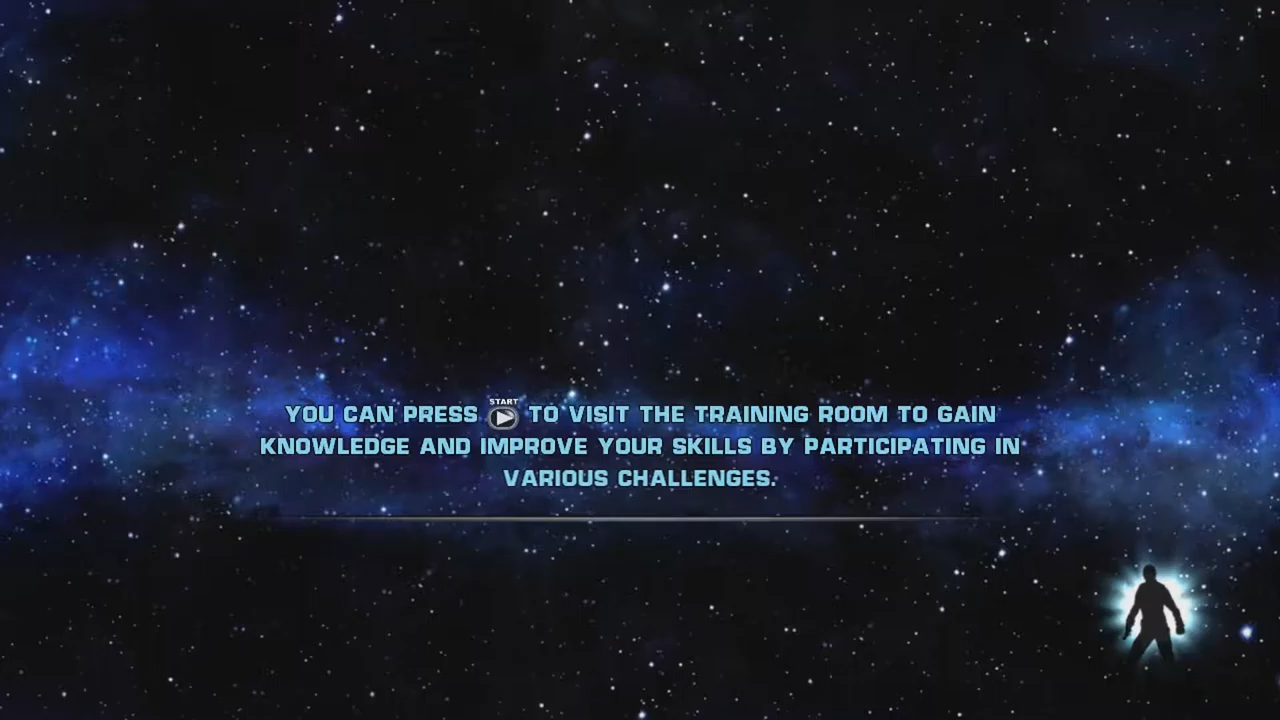 START
YOU CAN PRESS TO VISIT THE TRAINING ROOM TO GAIN
KNOWLEDGE AND IMPROVE YOUR SKILLS BY PARTICIPATING IN
VARIOUS CHALLENGES.